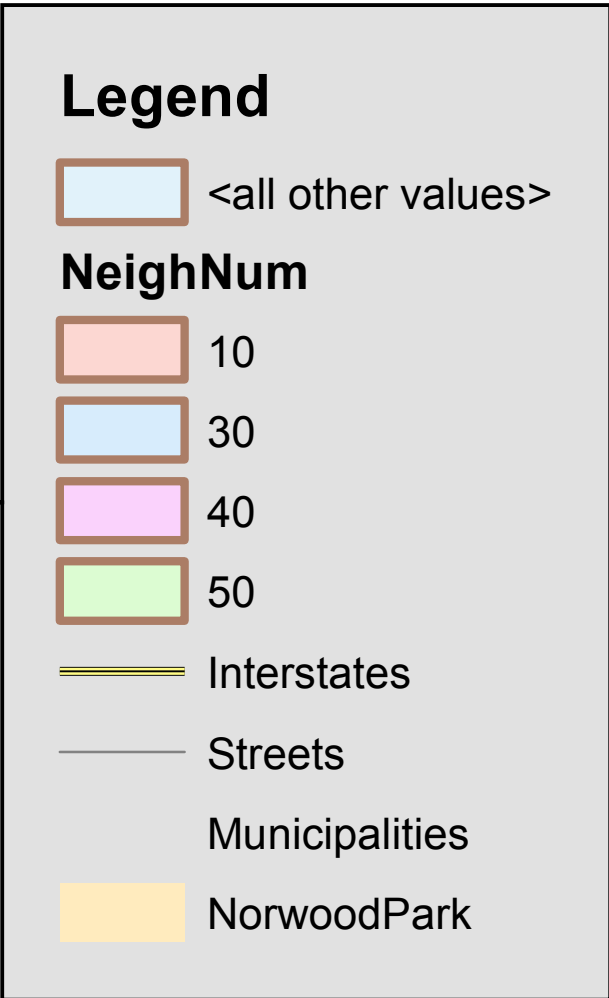 Legend
<all other values>
NeighNum
10
30
40
50
Interstates
Streets
Municipalities
NorwoodPark